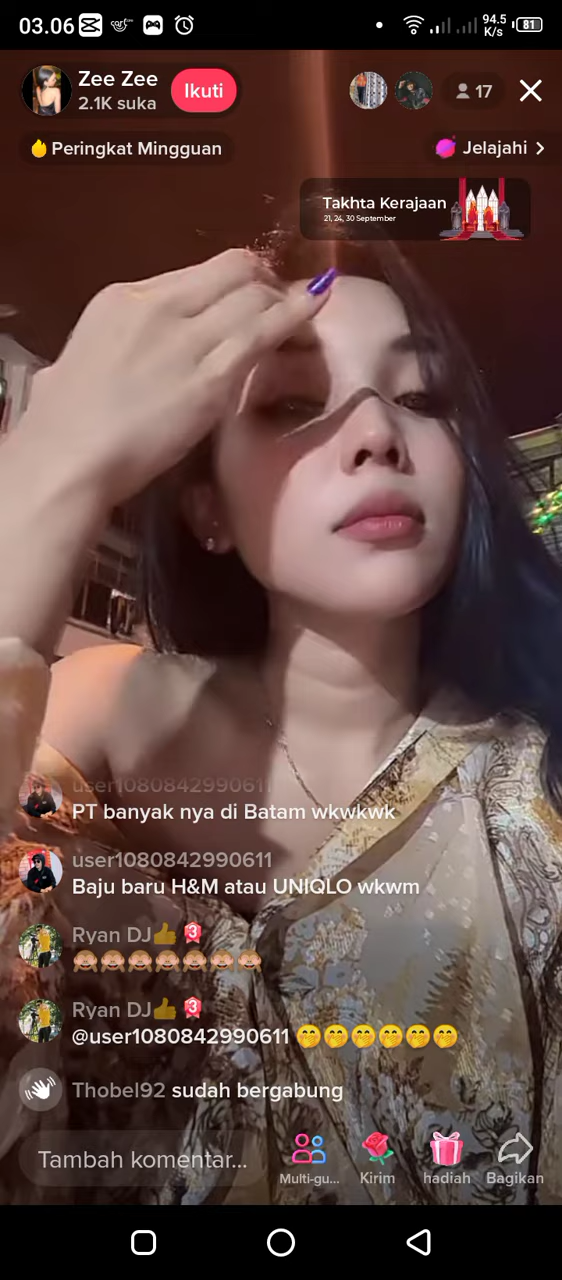 03.06
94.5
K/s
81
Zee Zee
2.1K suka
Ikuti
17
Peringkat Mingguan
Jelajahi
Takhta Kerajaan
21, 24, 30 September
user1080842990611
PT banyak nya di Batam wkwkwk
user1080842990611
Baju baru H&M atau UNIQLO wkwm
Ryan DJ👍 3
🙈🙈🙈🙈🙈🙈🙈
Ryan DJ👍 3
@user1080842990611 🤭🤭🤭🤭🤭🤭
Thobel92 sudah bergabung
Tambah komentar...
Multi-gu...
Kirim
hadiah
Bagikan